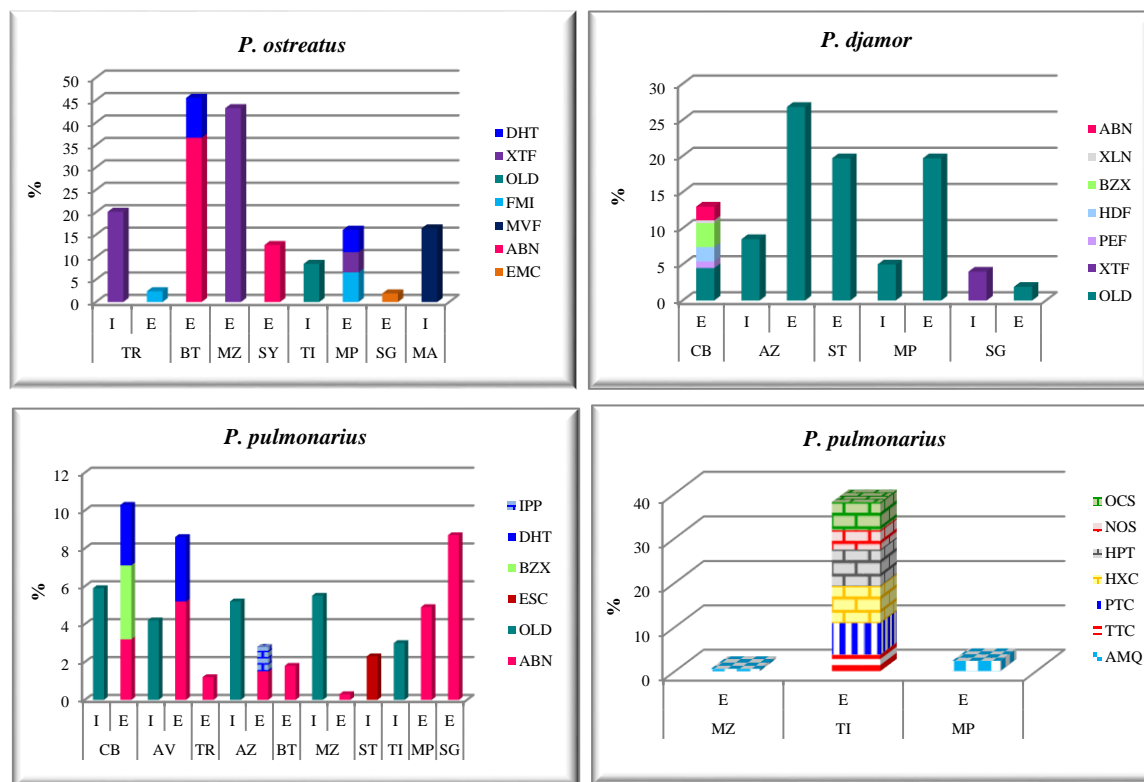 P. ostreatus
%
50
45
40
35
30
25
20
15
10
5
0
I E E E E I E E I
TR BT MZ SY TI MP SG MA
DHT
XTF
OLD
FMI
MVF
ABN
EMC
P. djamor
%
30
25
20
15
10
5
0
E I E E I E I E
CB AZ ST MP SG
ABN
XLN
BZX
HDF
PEF
XTF
OLD
P. pulmonarius
%
12
10
8
6
4
2
0
I E I E E I E E I E I I E E
CB AV TR AZ BT MZ ST TI MP SG
IPP
DHT
BZX
ESC
OLD
ABN
P. pulmonarius
%
40
30
20
10
0
E E E
MZ TI MP
OCS
NOS
HPT
HXC
PTC
TTC
AMQ